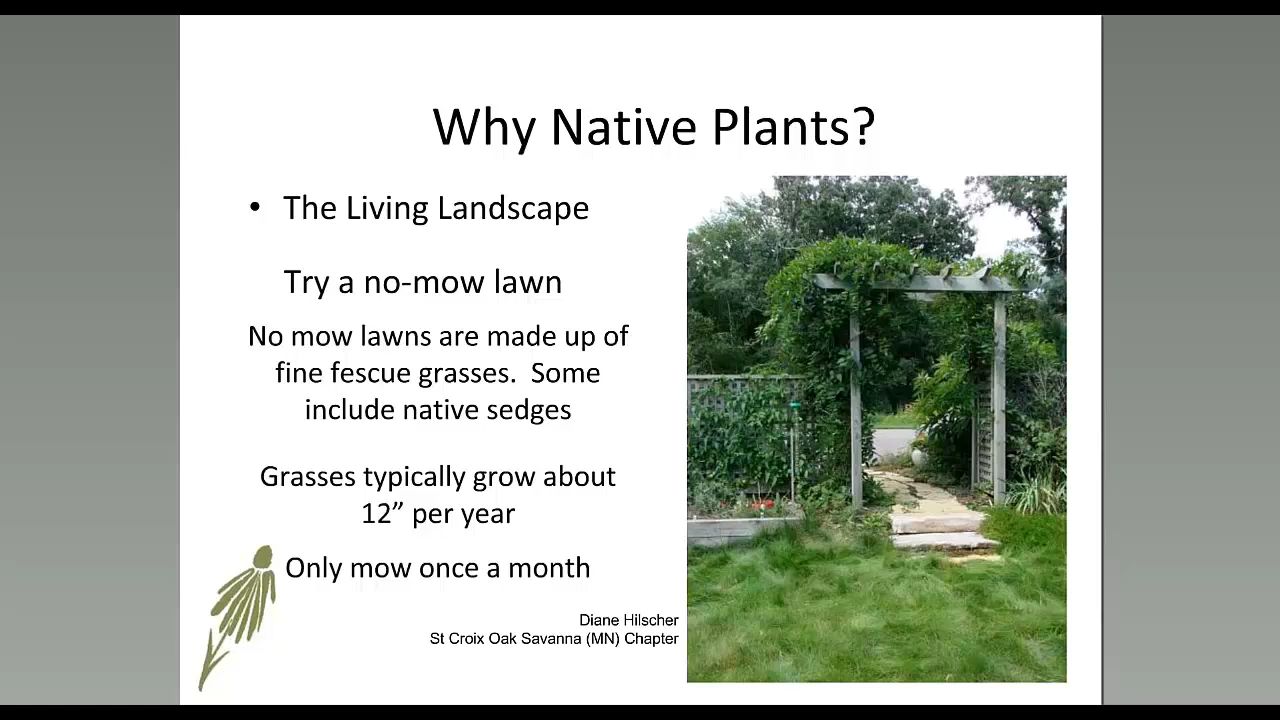 Why Native Plants?
• The Living Landscape
Try a no-mow lawn
No mow lawns are made up of
fine fescue grasses.  Some
include native sedges
Grasses typically grow about
12” per year
Only mow once a month
Diane Hilscher
St Croix Oak Savanna (MN) Chapter